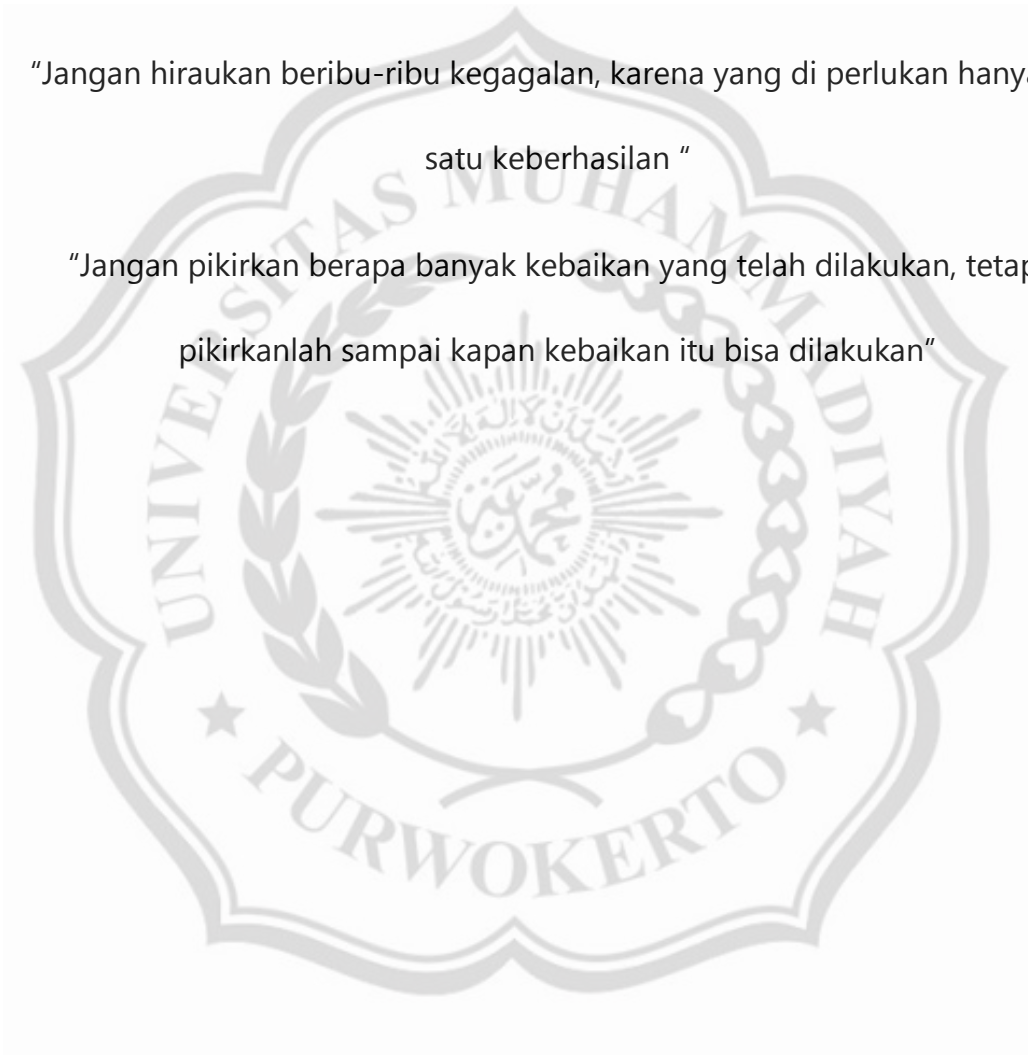 “Jangan hiraukan beribu-ribu kegagalan, karena yang di perlukan hanya
satu keberhasilan “
“Jangan pikirkan berapa banyak kebaikan yang telah dilakukan, tetap
pikirkanlah sampai kapan kebaikan itu bisa dilakukan”
UNIVERSITAS MUHAMMADIYAH
PURWOKERTO